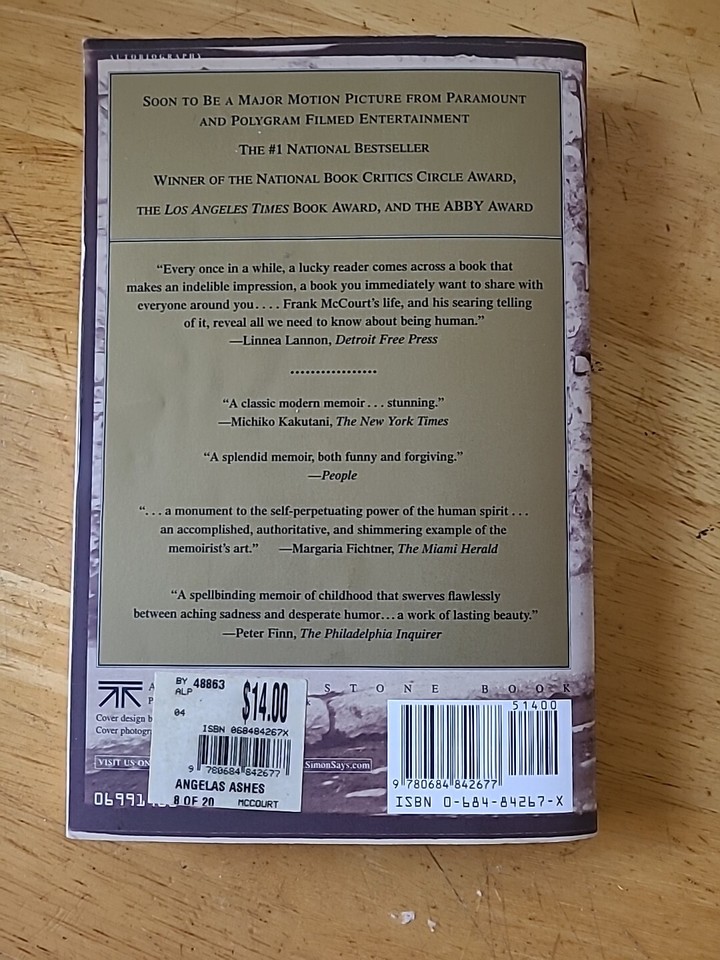 AUTOBIOGRAPHY
SOON TO BE A MAJOR MOTION PICTURE FROM PARAMOUNT
AND POLYGRAM FILMED ENTERTAINMENT
THE #1 NATIONAL BESTSELLER
WINNER OF THE NATIONAL BOOK CRITICS CIRCLE AWARD,
THE LOS ANGELES TIMES BOOK AWARD, AND THE ABBY AWARD
“Every once in a while, a lucky reader comes across a book that
makes an indelible impression, a book you immediately want to share with
everyone around you . . . . Frank McCourt’s life, and his searing telling
of it, reveal all we need to know about being human.”
—Linnea Lannon, Detroit Free Press
“A classic modern memoir . . . stunning.”
—Michiko Kakutani, The New York Times
“A splendid memoir, both funny and forgiving.”
—People
“. . . a monument to the self-perpetuating power of the human spirit . . .
an accomplished, authoritative, and shimmering example of the
memoirist’s art.” —Margaria Fichtner, The Miami Herald
“A spellbinding memoir of childhood that swerves flawlessly
between aching sadness and desperate humor... a work of lasting beauty.”
—Peter Finn, The Philadelphia Inquirer
STONE BOOK
Cover design b
Cover photogr
VISIT US ON
SimonSays.com
BY 48863
ALP
$14.00
04
ISBN 068484267X
9 780684 842677
ANGELAS ASHES
8 OF 20 MCCOURT
06991
51400
9 780684 842677
ISBN 0-684-84267-X